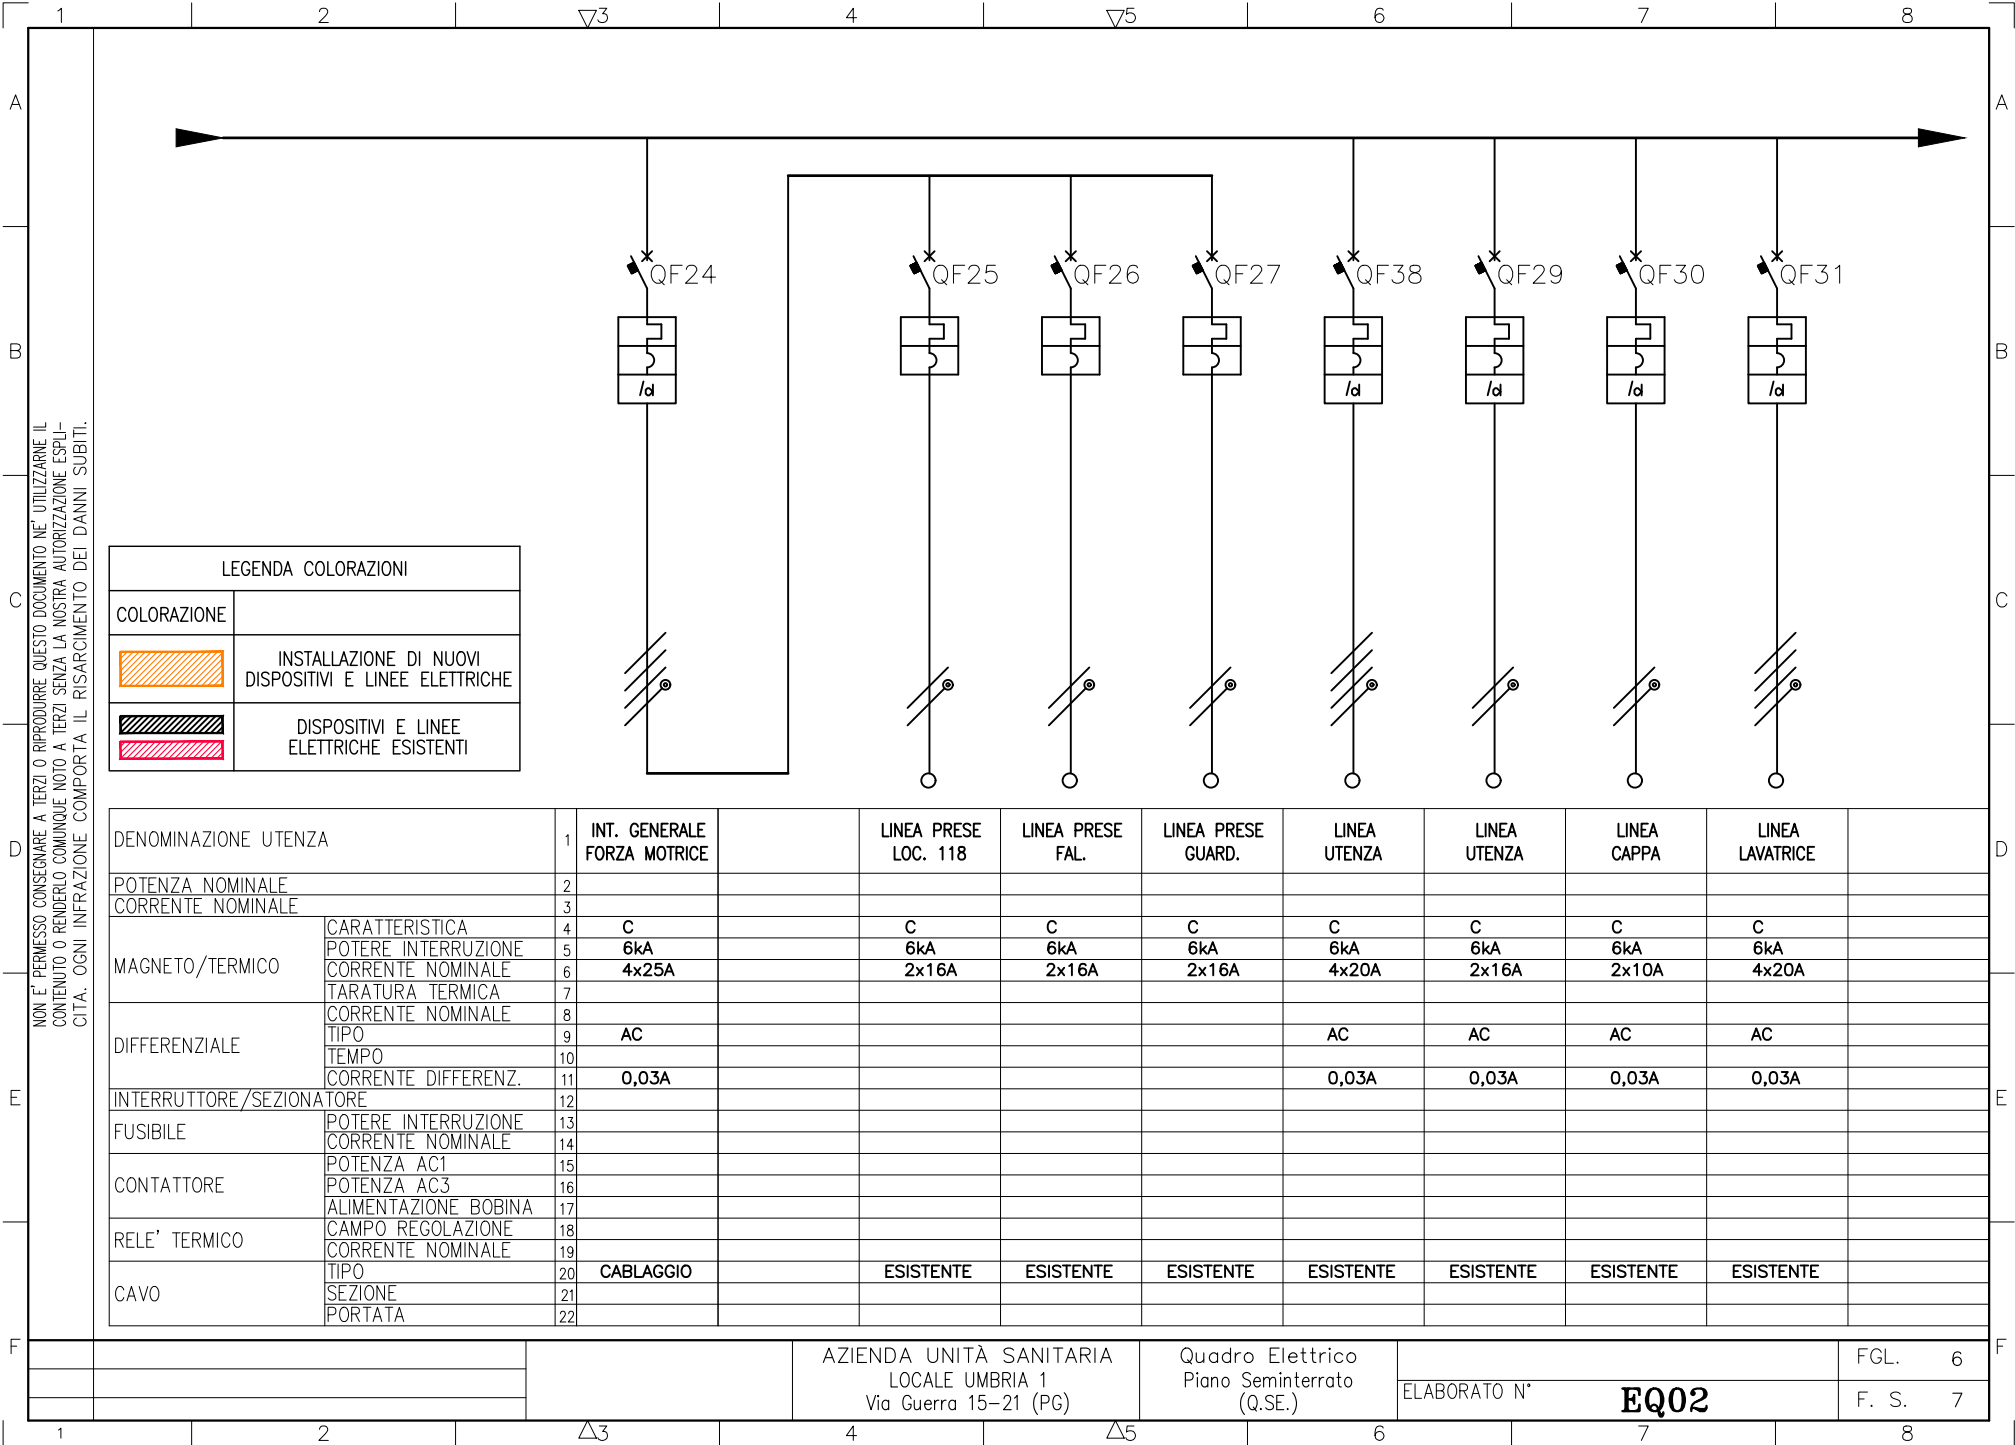 1 2 3 4 5 6 7 8
A A
QF24 QF25 QF26 QF27 QF38 QF29 QF30 QF31
B B
/d /d /d /d /d
NON E' PERMESSO CONSEGNARE A TERZI O RIPRODURRE QUESTO DOCUMENTO NE' UTILIZZARNE IL
CONTENUTO O RENDERLO COMUNQUE NOTO A TERZI SENZA LA NOSTRA AUTORIZZAZIONE ESPLI-
CITA. OGNI INFRAZIONE COMPORTA IL RISARCIMENTO DEI DANNI SUBITI.
LEGENDA COLORAZIONI
C C
COLORAZIONE
INSTALLAZIONE DI NUOVI
DISPOSITIVI E LINEE ELETTRICHE
DISPOSITIVI E LINEE
ELETTRICHE ESISTENTI
D D
DENOMINAZIONE UTENZA 1
INT. GENERALE
FORZA MOTRICE
LINEA PRESE
LOC. 118
LINEA PRESE
FAL.
LINEA PRESE
GUARD.
LINEA
UTENZA
LINEA
UTENZA
LINEA
CAPPA
LINEA
LAVATRICE
POTENZA NOMINALE 2
CORRENTE NOMINALE 3
MAGNETO/TERMICO
CARATTERISTICA 4 C C C C C C C C
POTERE INTERRUZIONE 5 6kA 6kA 6kA 6kA 6kA 6kA 6kA 6kA
CORRENTE NOMINALE 6 4x25A 2x16A 2x16A 2x16A 4x20A 2x16A 2x10A 4x20A
TARATURA TERMICA 7
DIFFERENZIALE
CORRENTE NOMINALE 8
TIPO 9 AC AC AC AC AC
TEMPO 10
CORRENTE DIFFERENZ. 11 0,03A 0,03A 0,03A 0,03A 0,03A
E E
INTERRUTTORE/SEZIONATORE 12
FUSIBILE
POTERE INTERRUZIONE 13
CORRENTE NOMINALE 14
CONTATTORE
POTENZA AC1 15
POTENZA AC3 16
ALIMENTAZIONE BOBINA 17
RELE' TERMICO
CAMPO REGOLAZIONE 18
CORRENTE NOMINALE 19
CAVO
TIPO 20 CABLAGGIO ESISTENTE ESISTENTE ESISTENTE ESISTENTE ESISTENTE ESISTENTE ESISTENTE
SEZIONE 21
PORTATA 22
F F
AZIENDA UNITÀ SANITARIA
LOCALE UMBRIA 1
Via Guerra 15-21 (PG)
Quadro Elettrico
Piano Seminterrato
(Q.SE.)
ELABORATO N° EQ02
FGL. 6
F. S. 7
1 2 3 4 5 6 7 8